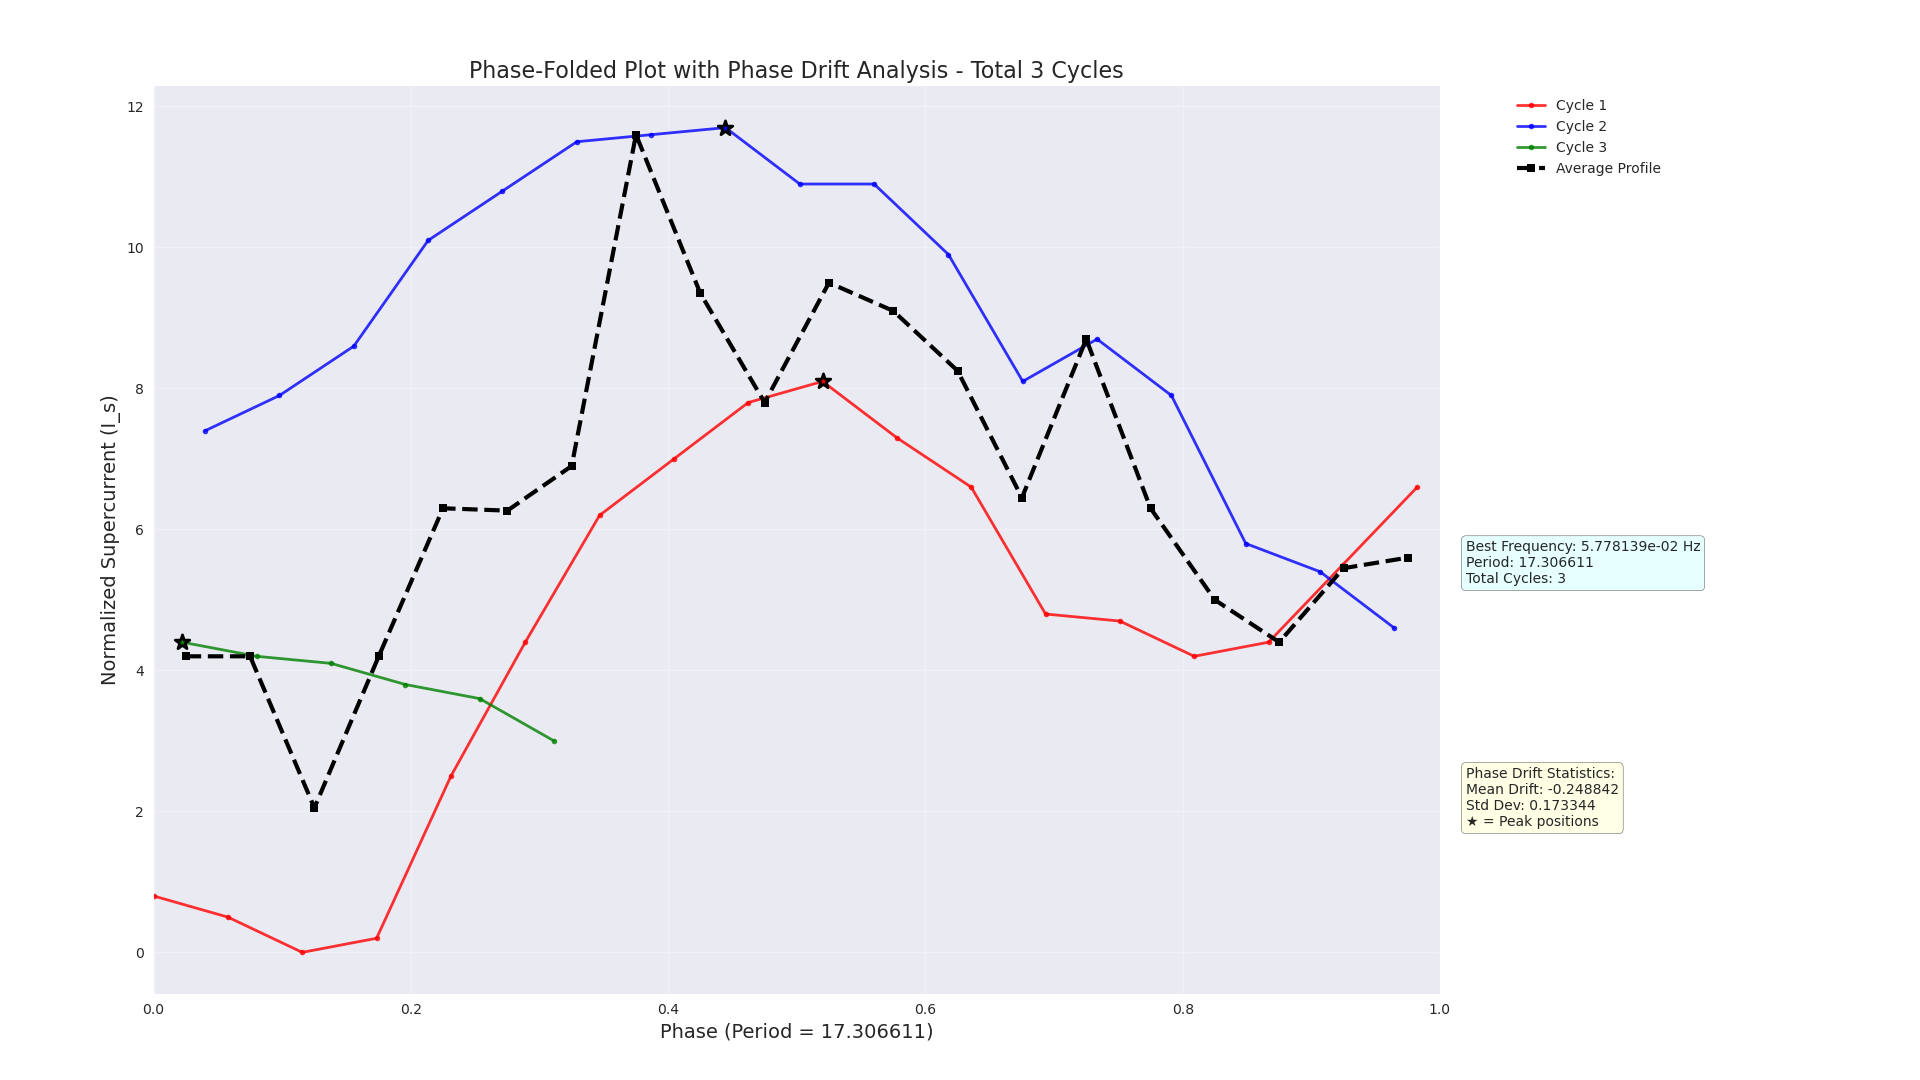 Phase-Folded Plot with Phase Drift Analysis - Total 3 Cycles
Normalized Supercurrent (I_s)
12
10
8
6
4
2
0
0.0
0.2
0.4
0.6
0.8
1.0
Phase (Period = 17.306611)
Cycle 1
Cycle 2
Cycle 3
Average Profile
Best Frequency: 5.778139e-02 Hz
Period: 17.306611
Total Cycles: 3
Phase Drift Statistics:
Mean Drift: -0.248842
Std Dev: 0.173344
★ = Peak positions